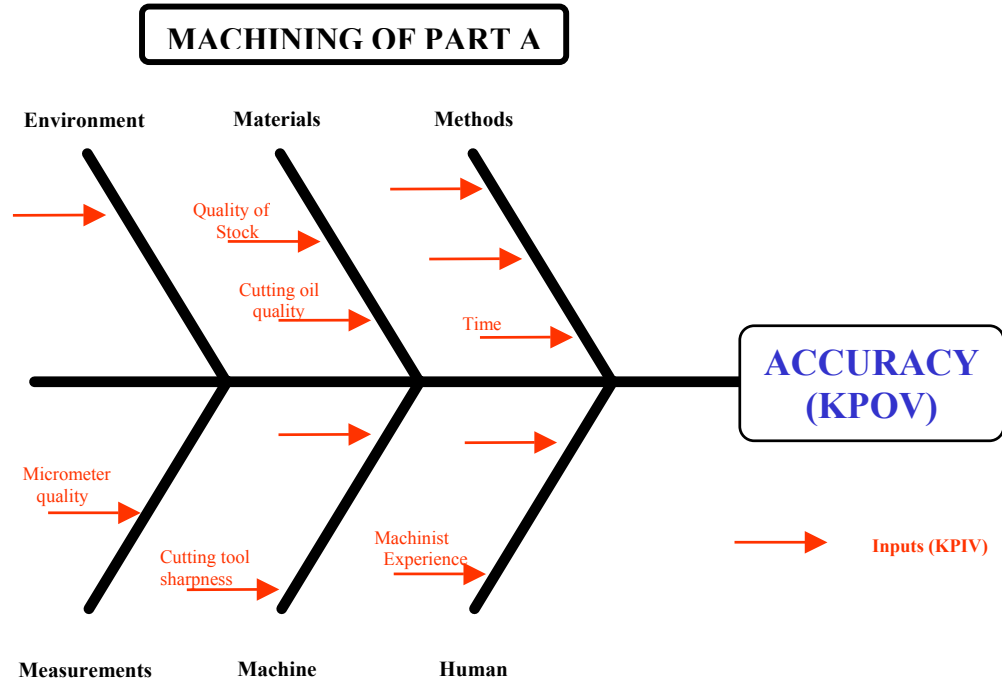 MACHINING OF PART A
Environment
Materials
Methods
Quality of
Stock
Cutting oil
quality
Time
ACCURACY
(KPOV)
Micrometer
quality
Cutting tool
sharpness
Machinist
Experience
Inputs (KPIV)
Measurements
Machine
Human